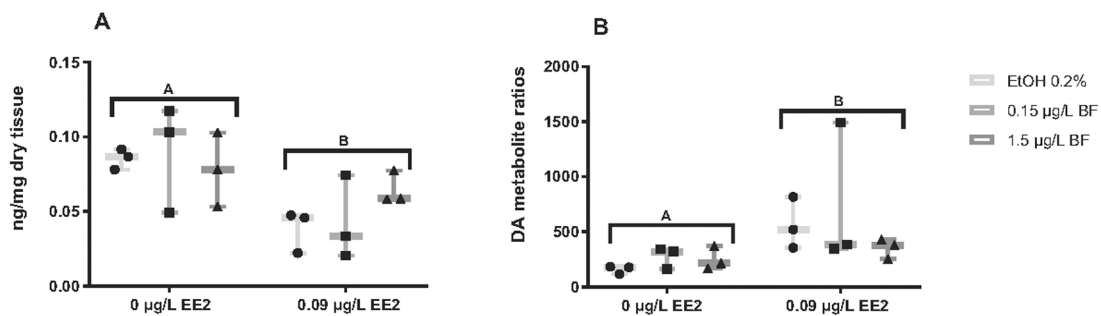 A
ng/mg dry tissue
0.15
0.10
0.05
0.00
A
B
0 µg/L EE2
0.09 µg/L EE2
B
DA metabolite ratios
2000
1500
1000
500
0
A
B
0 µg/L EE2
0.09 µg/L EE2
EtOH 0.2%
0.15 µg/L BF
1.5 µg/L BF